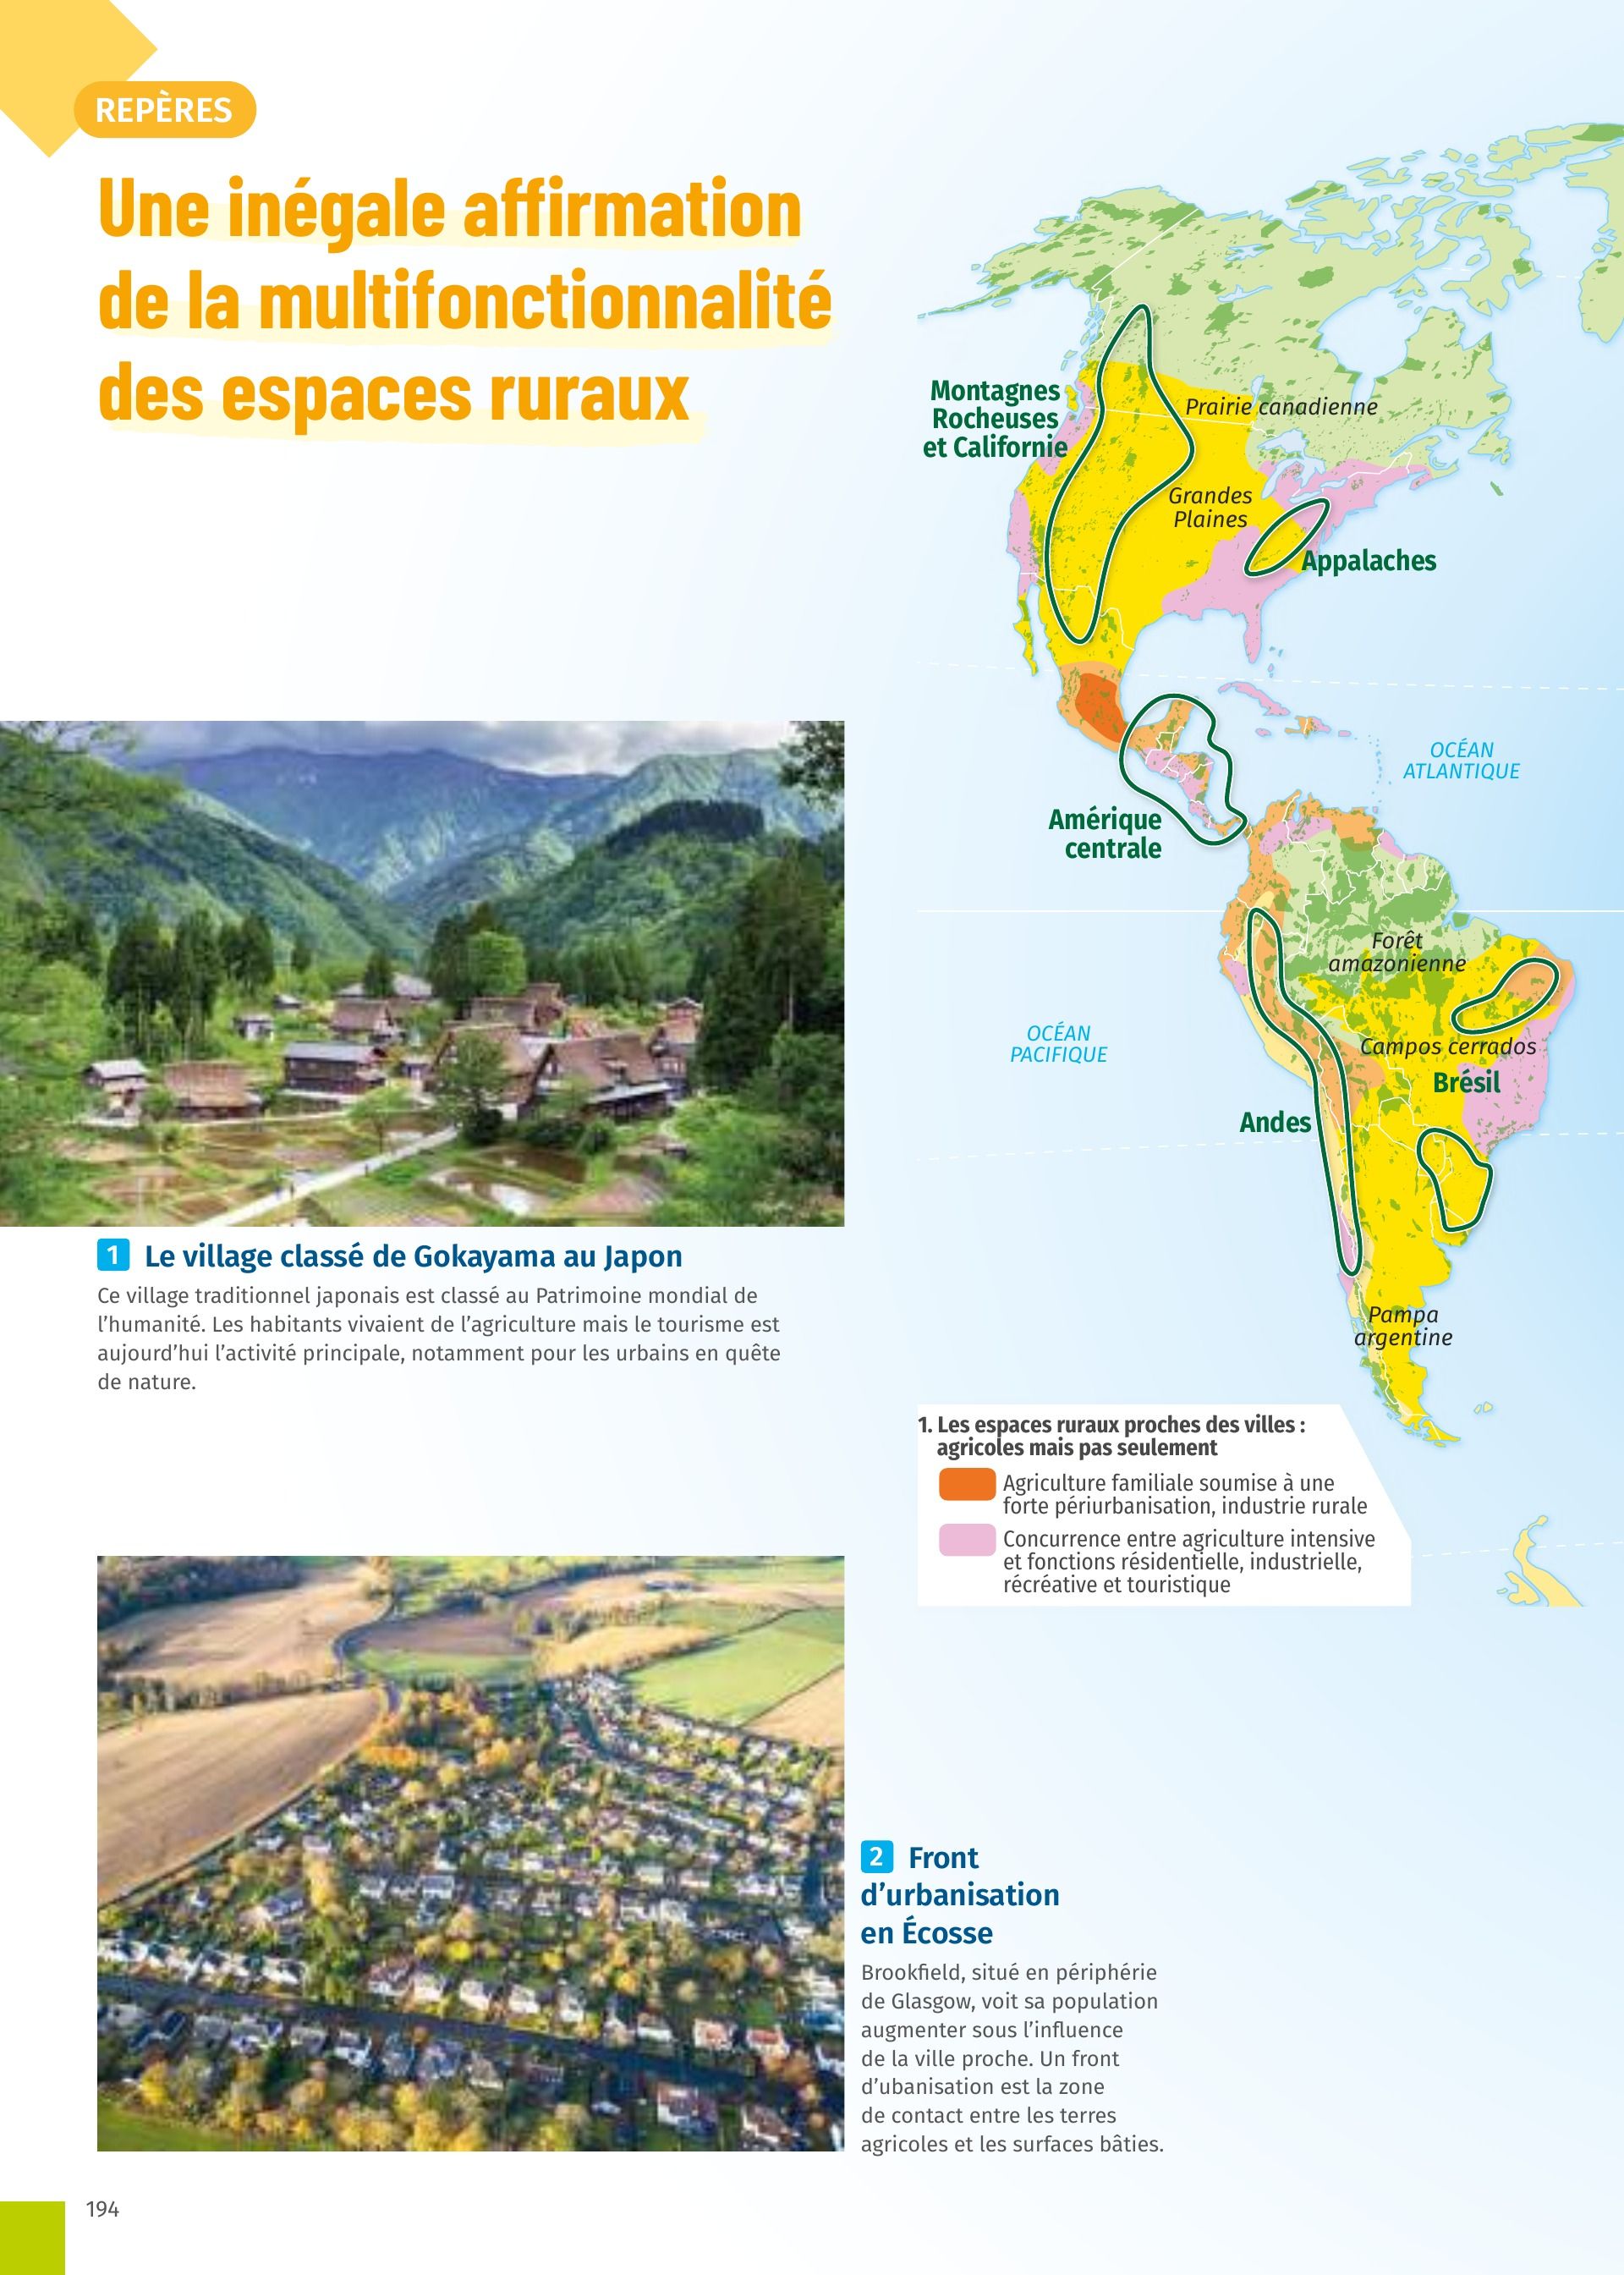 REPÈRES
Une inégale affirmation
de la multifonctionnalité
des espaces ruraux
Montagnes
Rocheuses
et Californie
Prairie canadienne
Grandes
Plaines
Appalaches
OCÉAN
ATLANTIQUE
Amérique
centrale
Forêt
amazonienne
OCÉAN
PACIFIQUE
Campos cerrados
Brésil
Andes
Pampa
argentine
1. Les espaces ruraux proches des villes :
agricoles mais pas seulement
Agriculture familiale soumise à une
forte périurbanisation, industrie rurale
Concurrence entre agriculture intensive
et fonctions résidentielle, industrielle,
récréative et touristique
1 Le village classé de Gokayama au Japon
Ce village traditionnel japonais est classé au Patrimoine mondial de
l'humanité. Les habitants vivaient de l'agriculture mais le tourisme est
aujourd'hui l'activité principale, notamment pour les urbains en quête
de nature.
2 Front
d'urbanisation
en Écosse
Brookfield, situé en périphérie
de Glasgow, voit sa population
augmenter sous l'influence
de la ville proche. Un front
d'ubanisation est la zone
de contact entre les terres
agricoles et les surfaces bâties.
194